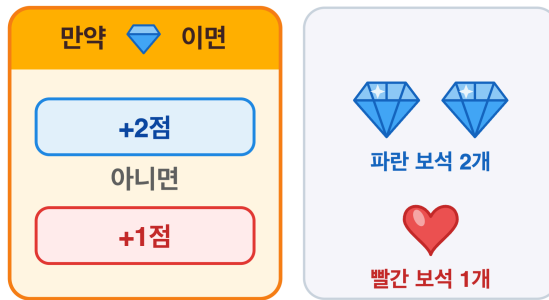 만약 이면
+2점
아니면
+1점
파란 보석 2개
빨간 보석 1개